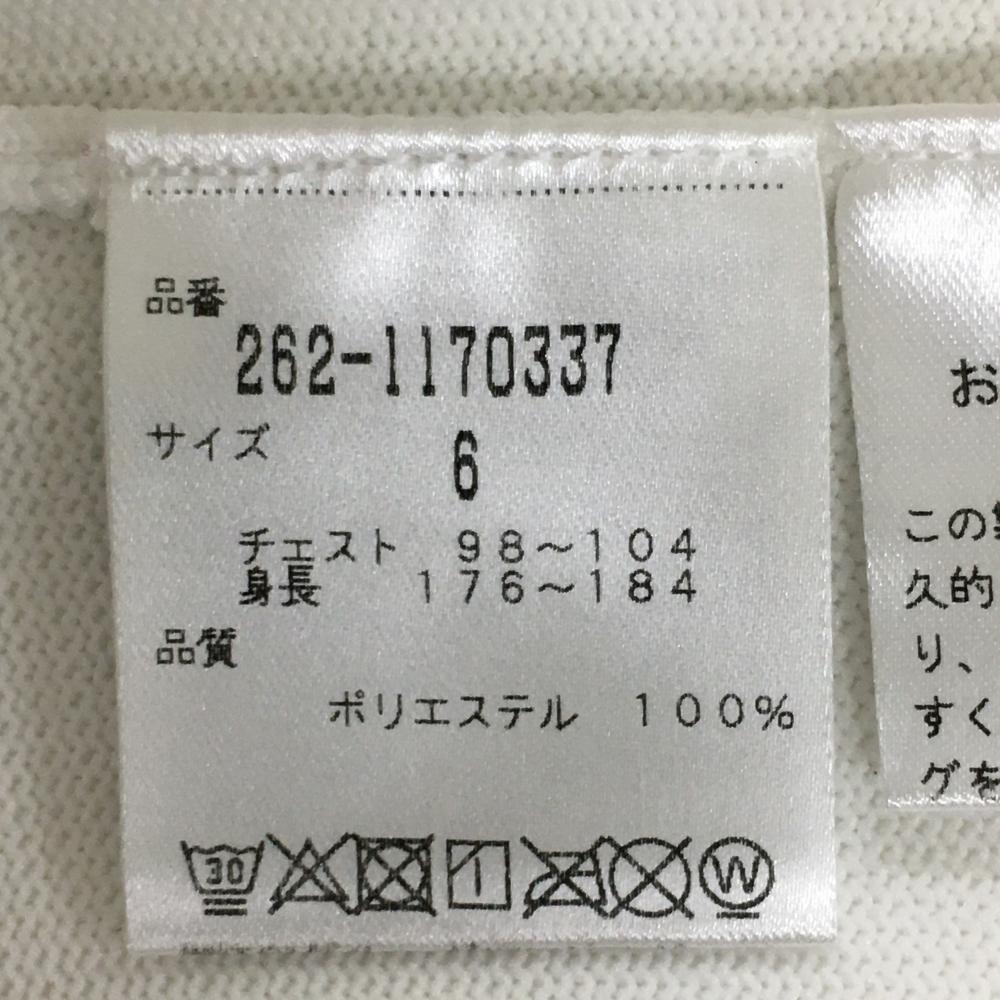 品番
262-1170337
サイズ
6
チェスト 98~104
身長 176~184
品質
ポリエステル 100%
30
W
お
この
久的
り、
すく
グを